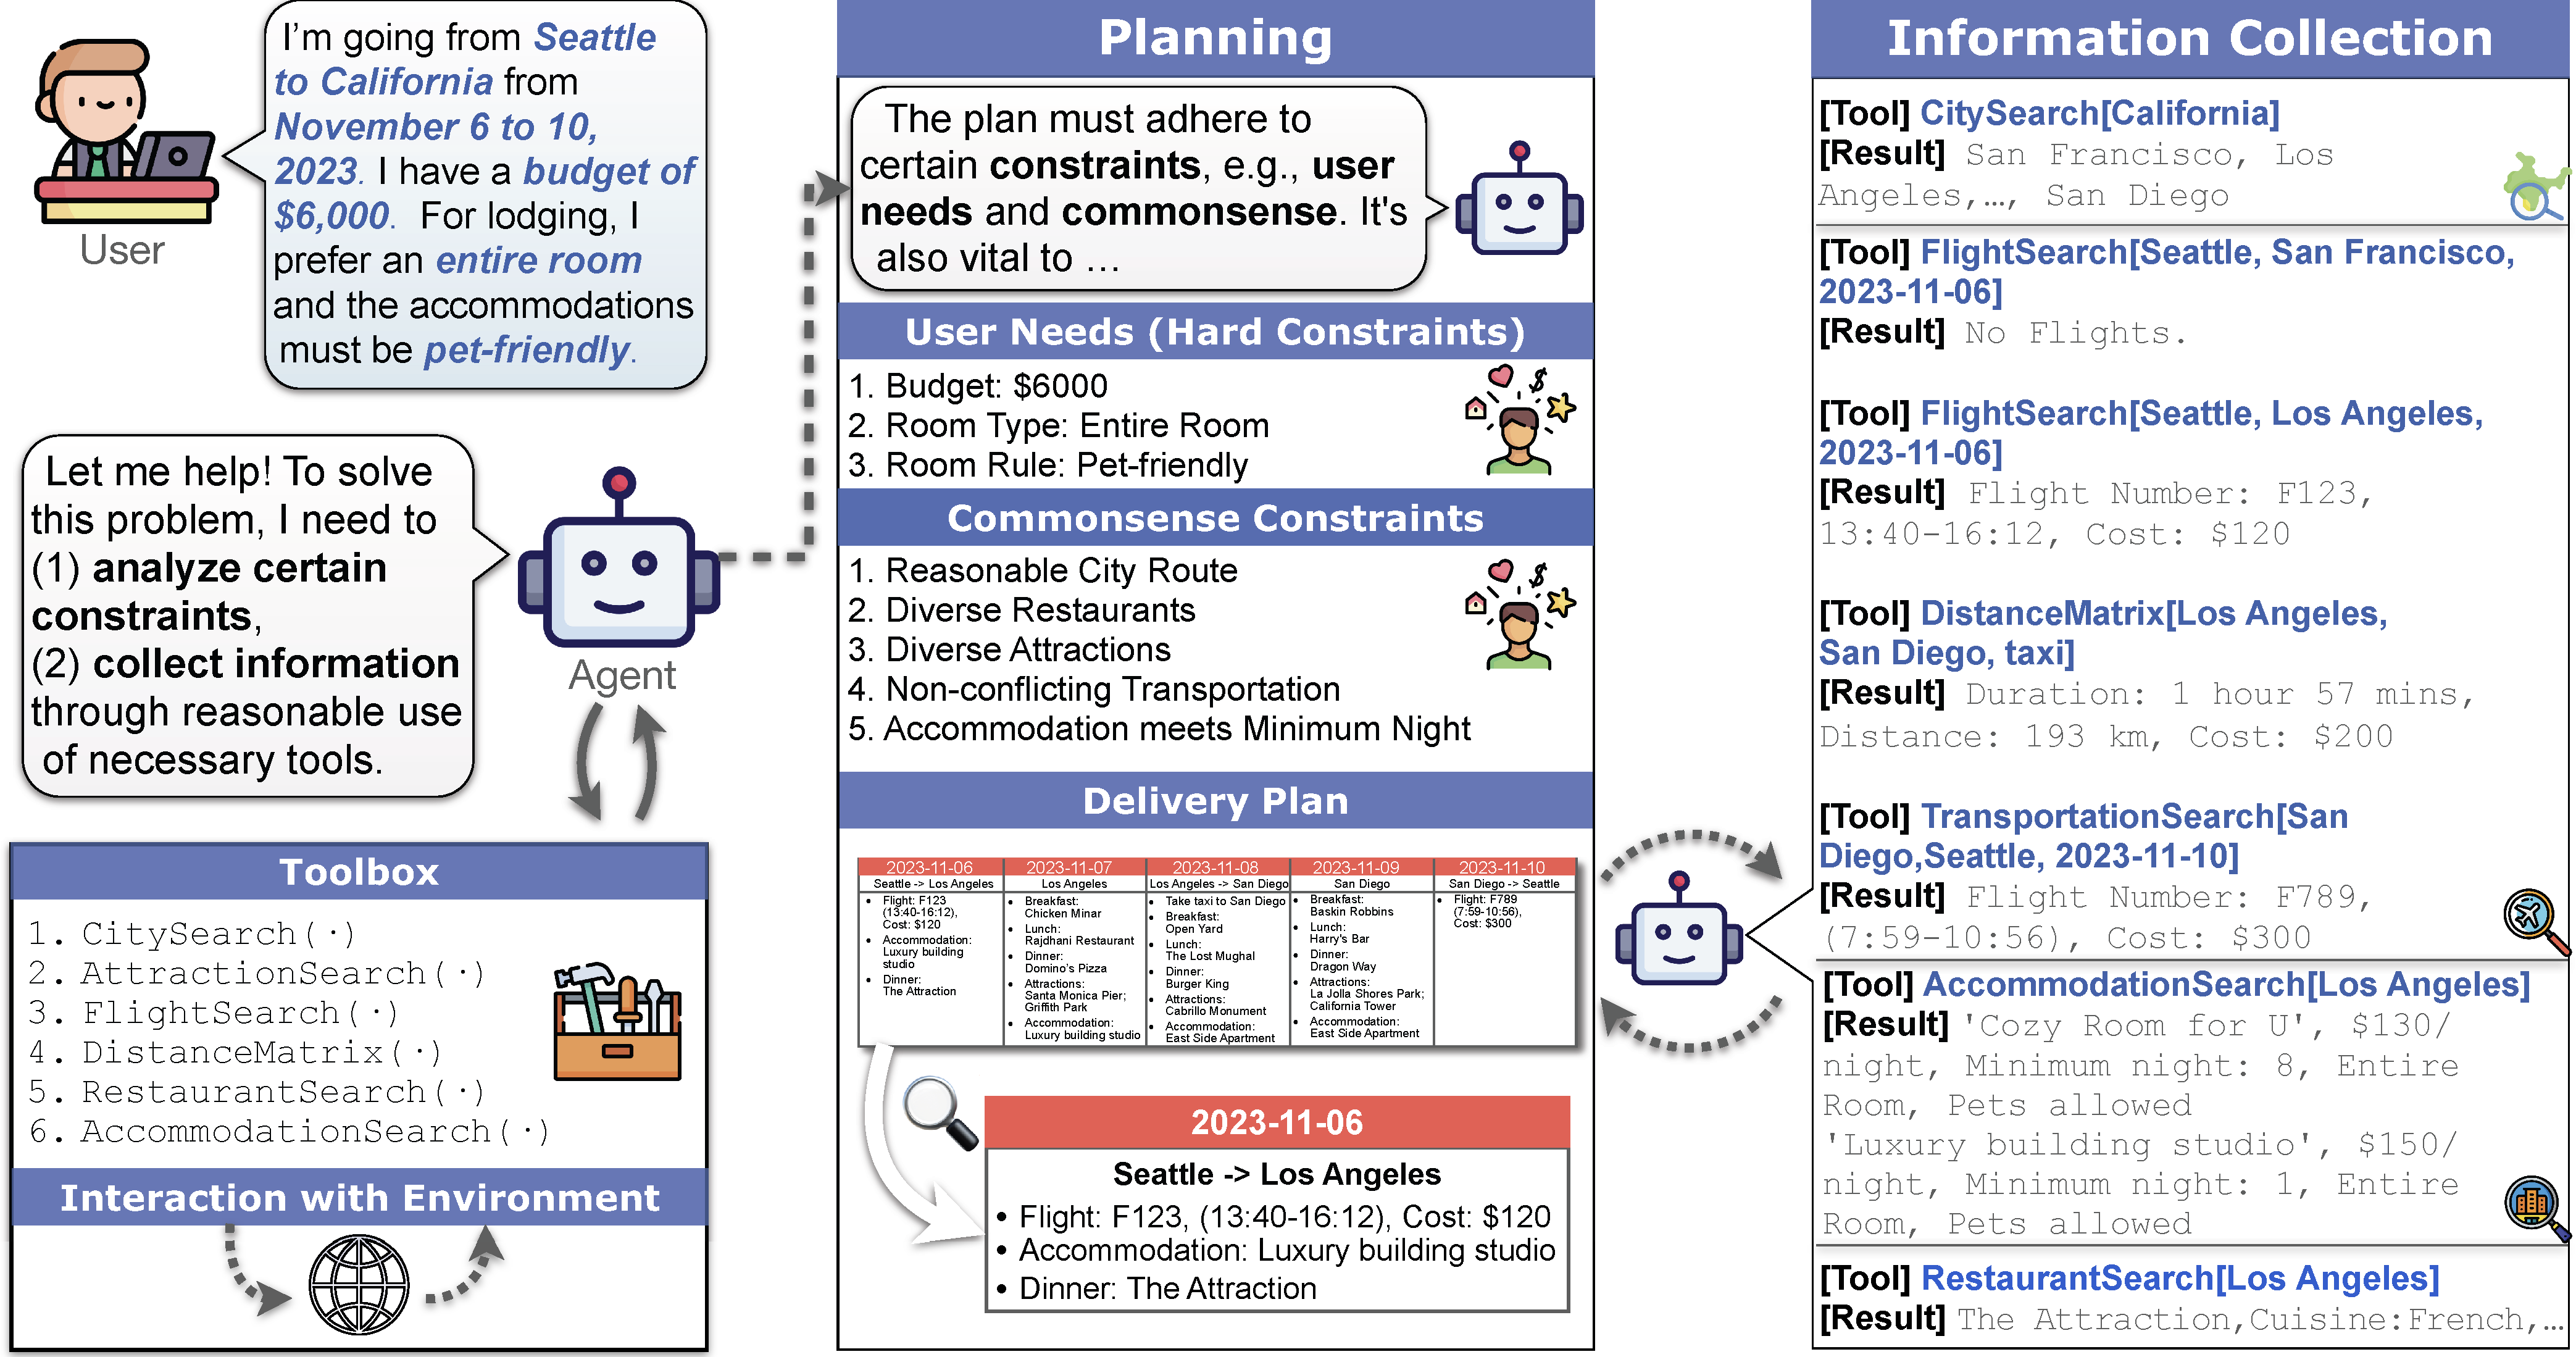 I'm going from Seattle
to California from
November 6 to 10,
2023. I have a budget of
$6,000. For lodging, I
prefer an entire room
and the accommodations
must be pet-friendly.
User
Let me help! To solve
this problem, I need to
(1) analyze certain
constraints,
(2) collect information
through reasonable use
of necessary tools.
Agent
Toolbox
1. CitySearch(·)
2. AttractionSearch(·)
3. FlightSearch(·)
4. DistanceMatrix(·)
5. RestaurantSearch(·)
6. AccommodationSearch(·)
Interaction with Environment
Planning
The plan must adhere to
certain constraints, e.g., user
needs and commonsense. It's
also vital to ...
User Needs (Hard Constraints)
1. Budget: $6000
2. Room Type: Entire Room
3. Room Rule: Pet-friendly
Commonsense Constraints
1. Reasonable City Route
2. Diverse Restaurants
3. Diverse Attractions
4. Non-conflicting Transportation
5. Accommodation meets Minimum Night
Delivery Plan
2023-11-06
Seattle -> Los Angeles
• Flight: F123
(13:40-16:12),
Cost: $120
• Accommodation:
Luxury building
studio
• Dinner:
The Attraction
2023-11-07
Los Angeles
• Breakfast:
Chicken Minar
• Lunch:
Rajdhani Restaurant
• Dinner:
Domino's Pizza
• Attractions:
Santa Monica Pier;
Griffith Park
• Accommodation:
Luxury building studio
2023-11-08
Los Angeles -> San Diego
• Take taxi to San Diego
• Breakfast:
Open Yard
• Lunch:
The Lost Mughal
• Dinner:
Burger King
• Attractions:
Cabrillo Monument
• Accommodation:
East Side Apartment
2023-11-09
San Diego
• Breakfast:
Baskin Robbins
• Lunch:
Harry's Bar
• Dinner:
Dragon Way
• Attractions:
La Jolla Shores Park;
California Tower
• Accommodation:
East Side Apartment
2023-11-10
San Diego -> Seattle
• Flight: F789
(7:59-10:56),
Cost: $300
2023-11-06
Seattle -> Los Angeles
• Flight: F123, (13:40-16:12), Cost: $120
• Accommodation: Luxury building studio
• Dinner: The Attraction
Information Collection
[Tool] CitySearch[California]
[Result] San Francisco, Los
Angeles,…, San Diego
[Tool] FlightSearch[Seattle, San Francisco,
2023-11-06]
[Result] No Flights.
[Tool] FlightSearch[Seattle, Los Angeles,
2023-11-06]
[Result] Flight Number: F123,
13:40-16:12, Cost: $120
[Tool] DistanceMatrix[Los Angeles,
San Diego, taxi]
[Result] Duration: 1 hour 57 mins,
Distance: 193 km, Cost: $200
[Tool] TransportationSearch[San
Diego,Seattle, 2023-11-10]
[Result] Flight Number: F789,
(7:59-10:56), Cost: $300
[Tool] AccommodationSearch[Los Angeles]
[Result] 'Cozy Room for U', $130/
night, Minimum night: 8, Entire
Room, Pets allowed
'Luxury building studio', $150/
night, Minimum night: 1, Entire
Room, Pets allowed
[Tool] RestaurantSearch[Los Angeles]
[Result] The Attraction,Cuisine:French,…